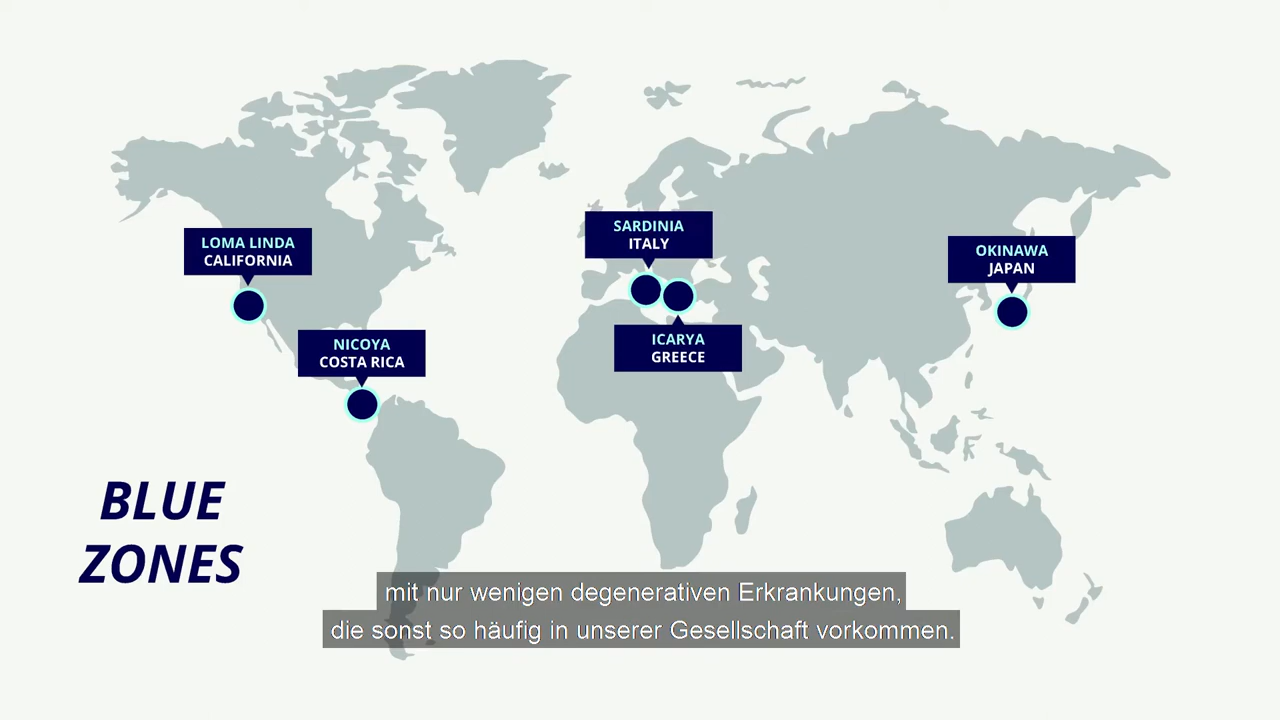 LOMA LINDA
CALIFORNIA
SARDINIA
ITALY
OKINAWA
JAPAN
NICOYA
COSTA RICA
ICARYA
GREECE
BLUE
ZONES
mit nur wenigen degenerativen Erkrankungen,
die sonst so häufig in unserer Gesellschaft vorkommen.